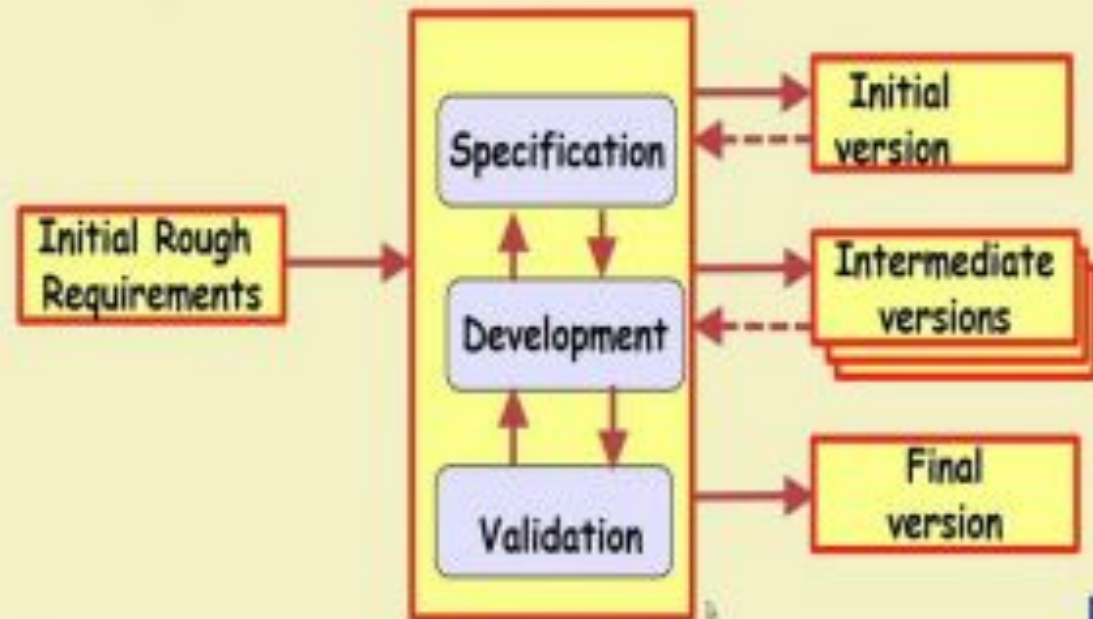 Initial Rough
Requirements
Specification
Development
Validation
Initial
version
Intermediate
versions
Final
version